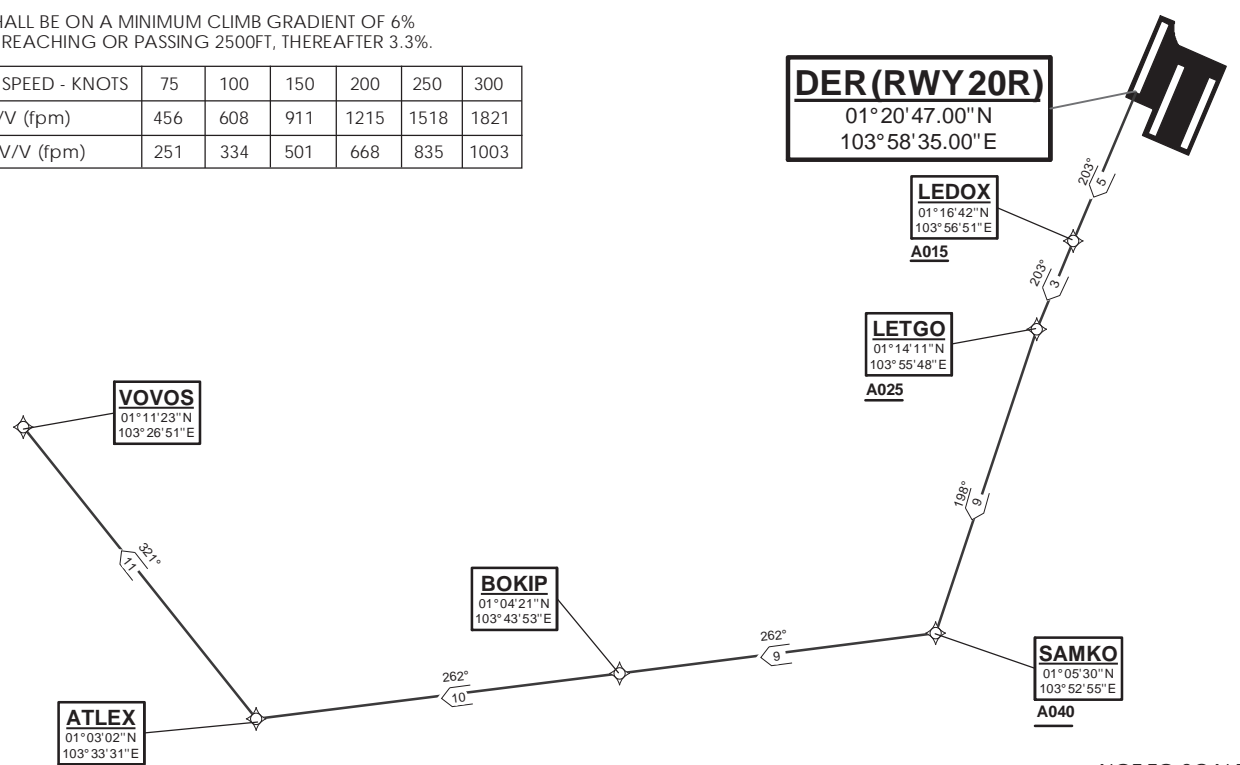 HALL BE ON A MINIMUM CLIMB GRADIENT OF 6%
REACHING OR PASSING 2500FT, THEREAFTER 3.3%.
SPEED - KNOTS 75 100 150 200 250 300
/V (fpm) 456 608 911 1215 1518 1821
V/V (fpm) 251 334 501 668 835 1003
DER (RWY 20R)
01°20'47.00"N
103°58'35.00"E
203°
5
LEDOX
01°16'42"N
103°56'51"E
A015
203°
3
LETGO
01°14'11"N
103°55'48"E
A025
198°
9
VOVOS
01°11'23"N
103°26'51"E
321°
11
BOKIP
01°04'21"N
103°43'53"E
262°
9
SAMKO
01°05'30"N
103°52'55"E
A040
262°
10
ATLEX
01°03'02"N
103°33'31"E